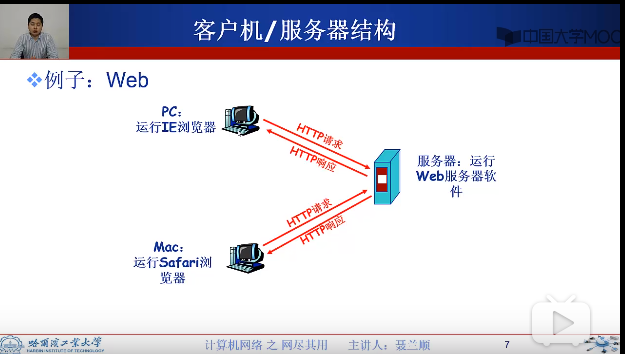 客户机/服务器结构
中国大学MOO
例子：Web
PC：
运行IE浏览器
HTTP请求
HTTP响应
服务器：运行
Web服务器软
件
HTTP请求
HTTP响应
Mac：
运行Safari浏
览器
哈尔滨工业大学
HARBIN INSTITUTE OF TECHNOLOGY
计算机网络 之 网尽其用 主讲人：聂兰顺
7